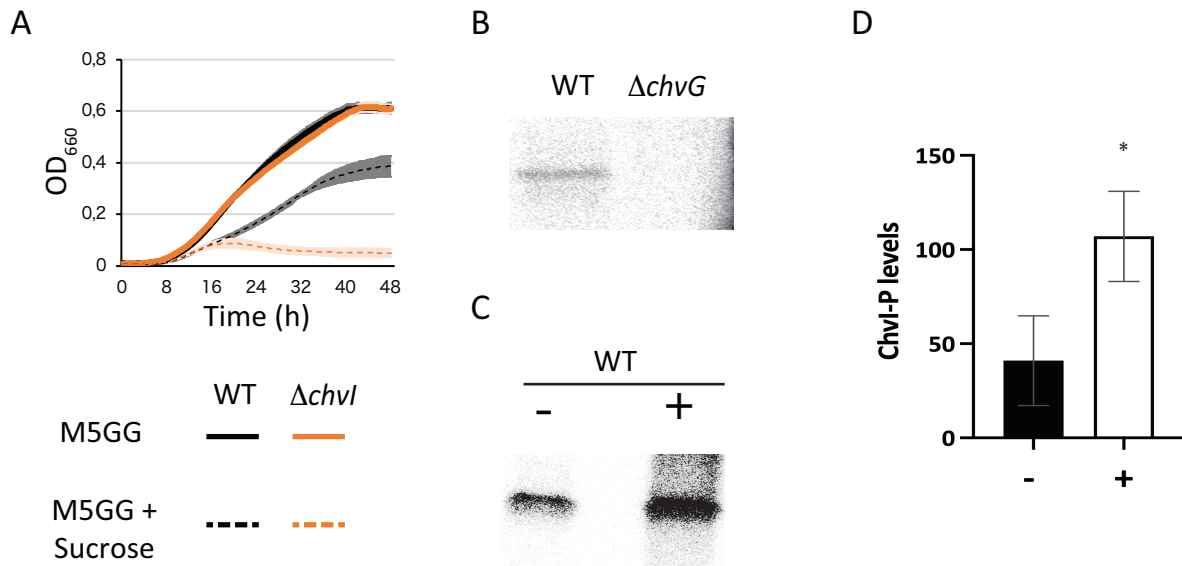 A
0,8
0,6
0,4
0,2
0
OD660
0 8 16 24 32 40 48
Time (h)
WT ΔchvI
M5GG
M5GG +
Sucrose
B
WT ΔchvG
C
WT
- +
D
*
150
100
50
0
ChvI-P levels
- +